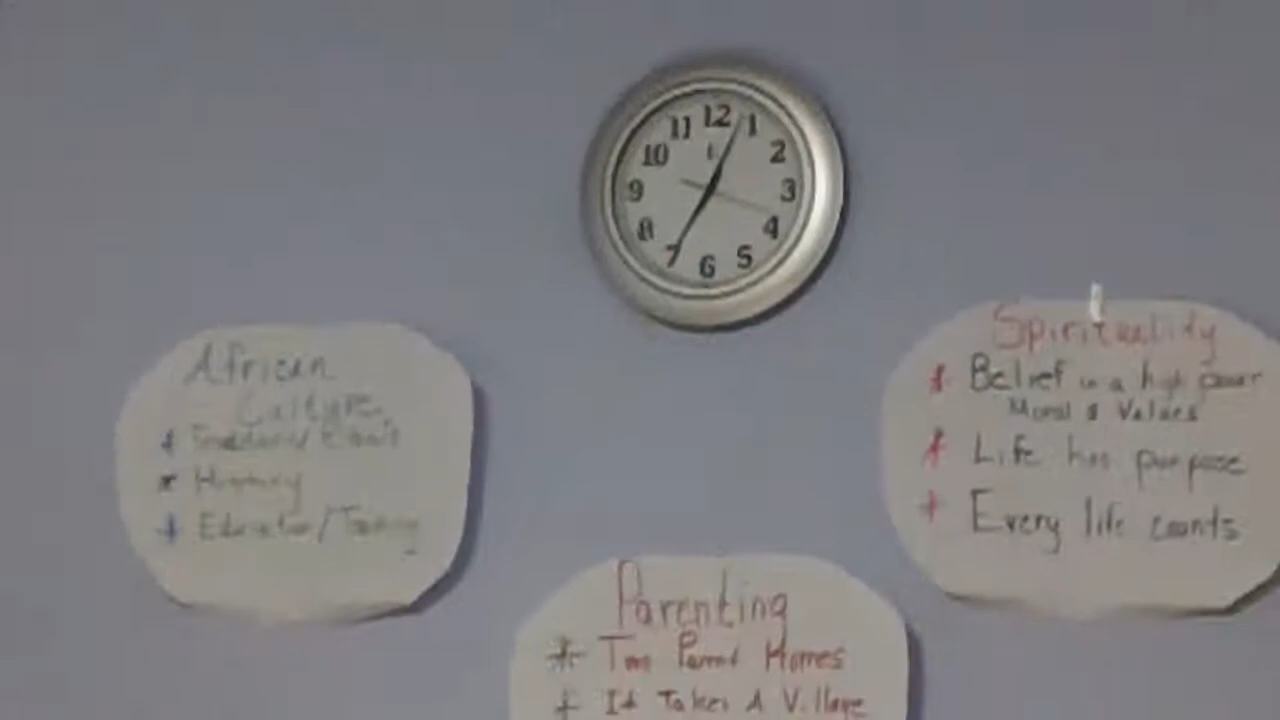 12
11
1
10
2
9
3
8
4
7
5
6
African
Culture
* History
* Education/
Spirituality
* Belief in a high power
Moral & Values
* Life has purpose
* Every life counts
Parenting
* Two Parent Homes
* It Takes A Village